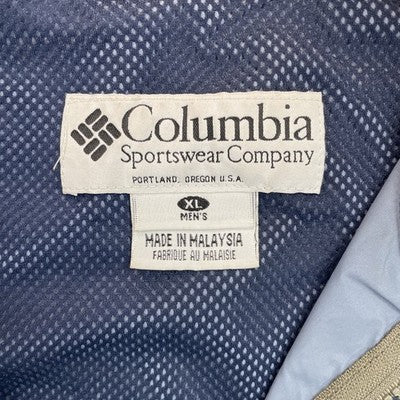 Columbia
Sportswear Company
PORTLAND, OREGON U.S.A.
XL
MEN'S
MADE IN MALAYSIA
FABRIQUE AU MALAISIE